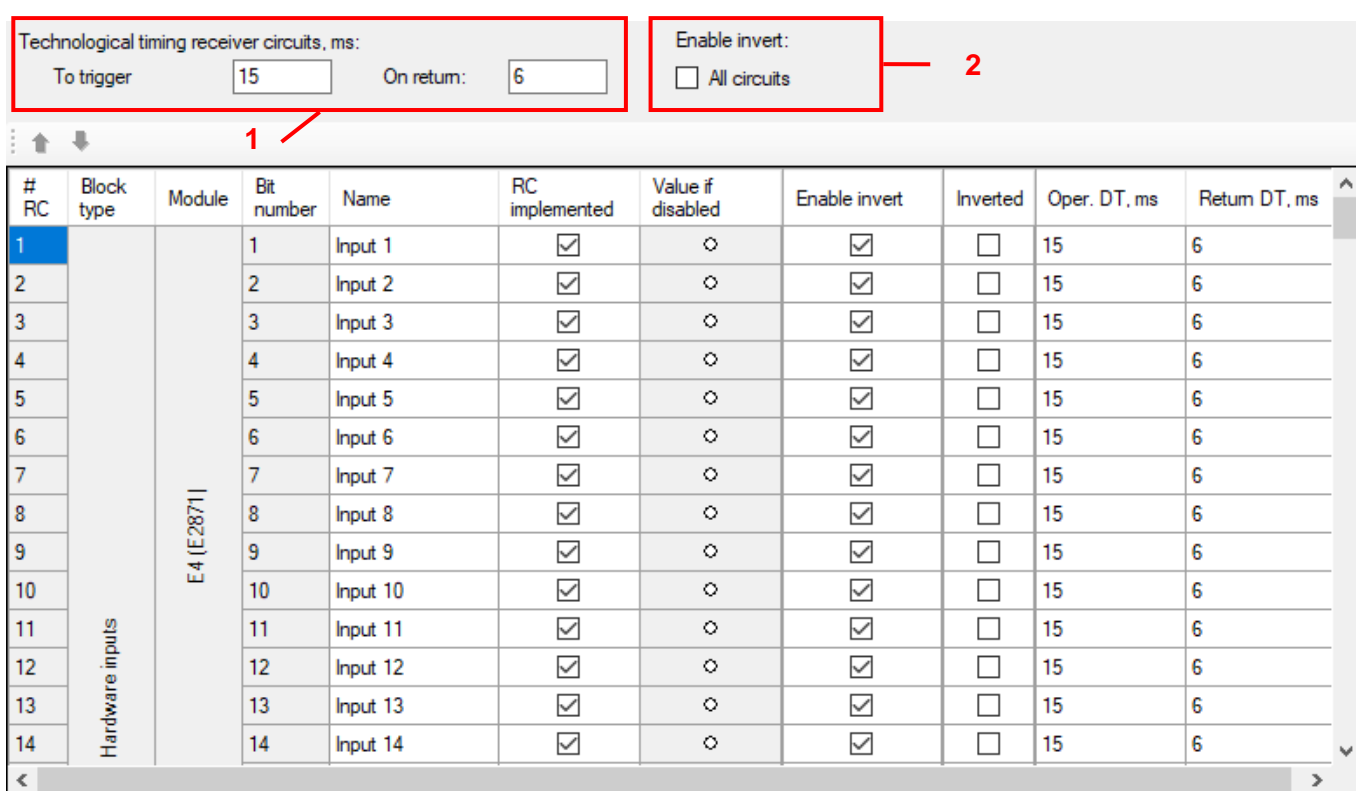 Technological timing receiver circuits, ms:
To trigger 15 On return: 6
Enable invert:
All circuits
1
2
# RC Block type Module Bit number Name RC implemented Value if disabled Enable invert Inverted Oper. DT, ms Return DT, ms
Hardware inputs
E4 (E2871)
1 1 Input 1 15 6
2 2 Input 2 15 6
3 3 Input 3 15 6
4 4 Input 4 15 6
5 5 Input 5 15 6
6 6 Input 6 15 6
7 7 Input 7 15 6
8 8 Input 8 15 6
9 9 Input 9 15 6
10 10 Input 10 15 6
11 11 Input 11 15 6
12 12 Input 12 15 6
13 13 Input 13 15 6
14 14 Input 14 15 6